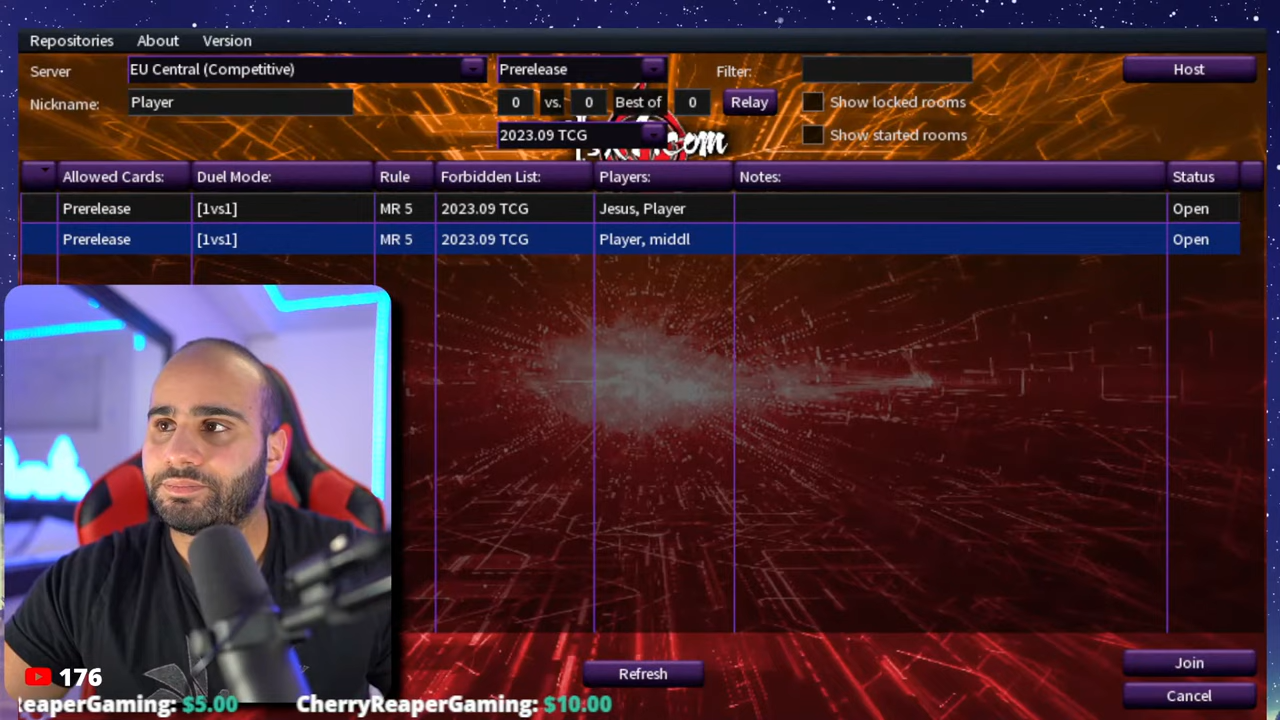 Repositories About Version
Server EU Central (Competitive) Prerelease Filter: Host
Nickname: Player 0 vs. 0 Best of 0 Relay Show locked rooms
2023.09 TCG Show started rooms
Allowed Cards: Duel Mode: Rule Forbidden List: Players: Notes: Status
Prerelease [1vs1] MR 5 2023.09 TCG Jesus, Player Open
Prerelease [1vs1] MR 5 2023.09 TCG Player, middl Open
Refresh
Join
Cancel
176
eaperGaming: $5.00 CherryReaperGaming: $10.00